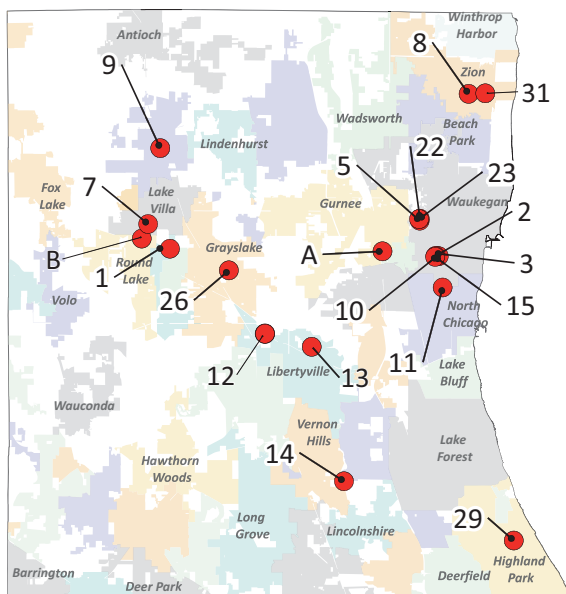 Winthrop
Harbor
Antioch
8
9
Zion
31
Wadsworth
Beach
Park
Lindenhurst
22
5
23
7
Fox
Lake
Lake
Villa
Gurnee
Waukegan
2
B
Round
Lake
1
Grayslake
A
3
Volo
26
10
15
North
Chicago
11
12
13
Libertyville
Lake
Bluff
Wauconda
Vernon
Hills
Lake
Forest
14
Hawthorn
Woods
Long
Grove
Lincolnshire
29
Highland
Park
Barrington
Deer Park
Deerfield